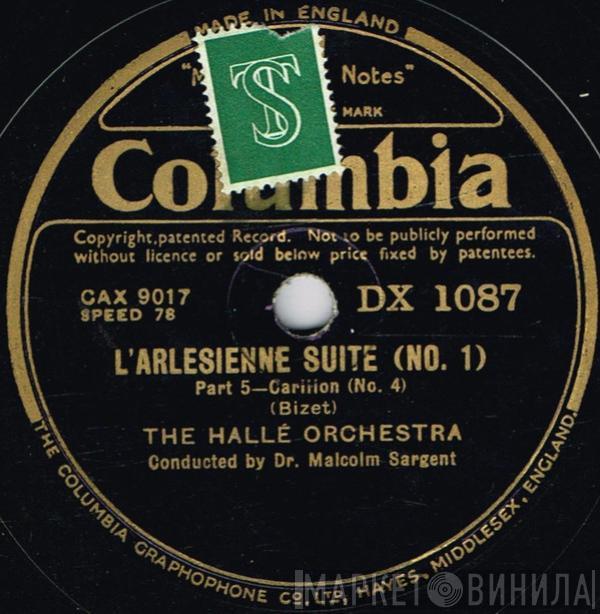 MADE IN ENGLAND
Notes"
MARK
Columbia
Copyright,patented Record. Not to be publicly performed
without licence or sold below price fixed by patentees.
CAX 9017
SPEED 78
DX 1087
L'ARLESIENNE SUITE (NO. 1)
Part 5—Carillon (No. 4)
(Bizet)
THE HALLÉ ORCHESTRA
Conducted by Dr. Malcolm Sargent
THE COLUMBIA GRAPHOPHONE CO LTD, HAYES, MIDDLESEX, ENGLAND.
TS
МАРКЕТ ВИНИЛА